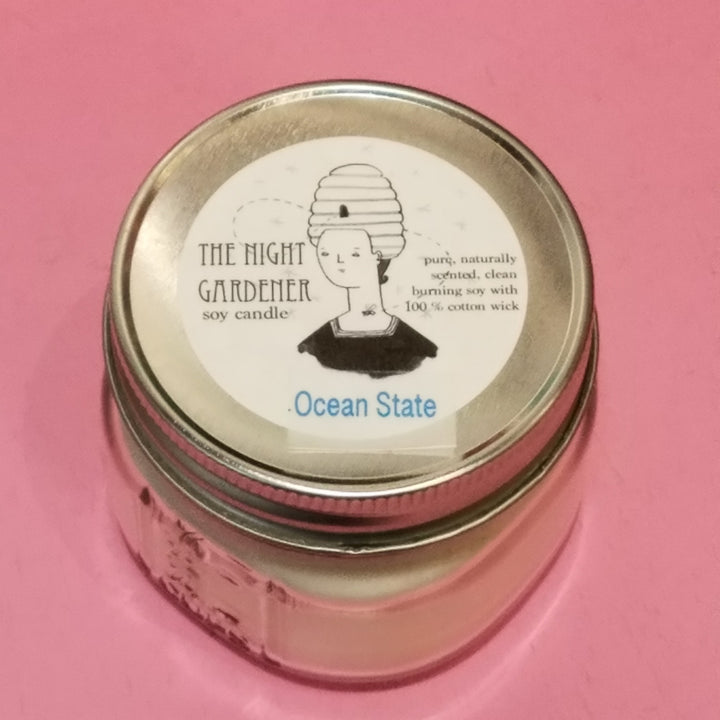 THE NIGHT
GARDENER
soy candle
pure, naturally
scented, clean
burning soy with
100 % cotton wick
Ocean State